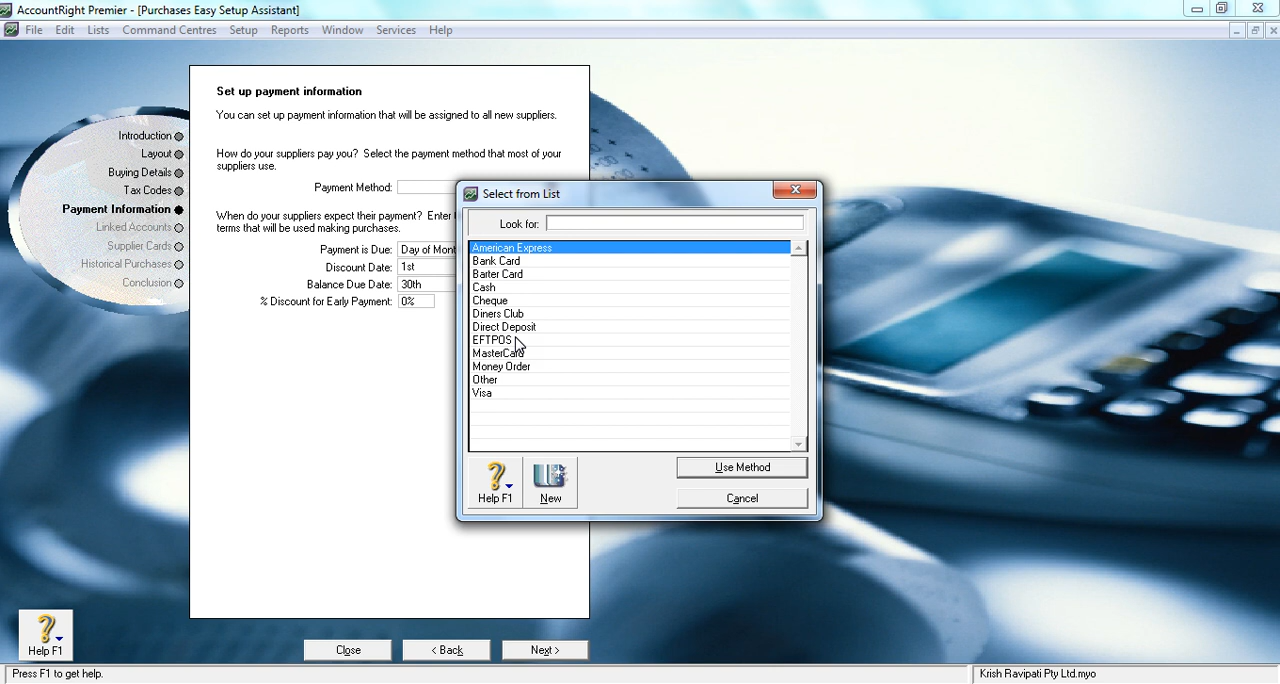 AccountRight Premier - [Purchases Easy Setup Assistant]
File Edit Lists Command Centres Setup Reports Window Services Help
Introduction
Layout
Buying Details
Tax Codes
Payment Information
Linked Accounts
Supplier Cards
Historical Purchases
Conclusion
Set up payment information
You can set up payment information that will be assigned to all new suppliers.
How do your suppliers pay you? Select the payment method that most of your
suppliers use.
Payment Method:
When do your suppliers expect their payment? Enter
terms that will be used making purchases.
Payment is Due: Day of Mont
Discount Date: 1st
Balance Due Date: 30th
% Discount for Early Payment: 0%
Select from List
Look for:
American Express
Bank Card
Barter Card
Cash
Cheque
Diners Club
Direct Deposit
EFTPOS
MasterCard
Money Order
Other
Visa
Help F1
New
Use Method
Cancel
Help F1
Close
< Back
Next >
Press F1 to get help.
Krish Ravipati Pty Ltd.myo